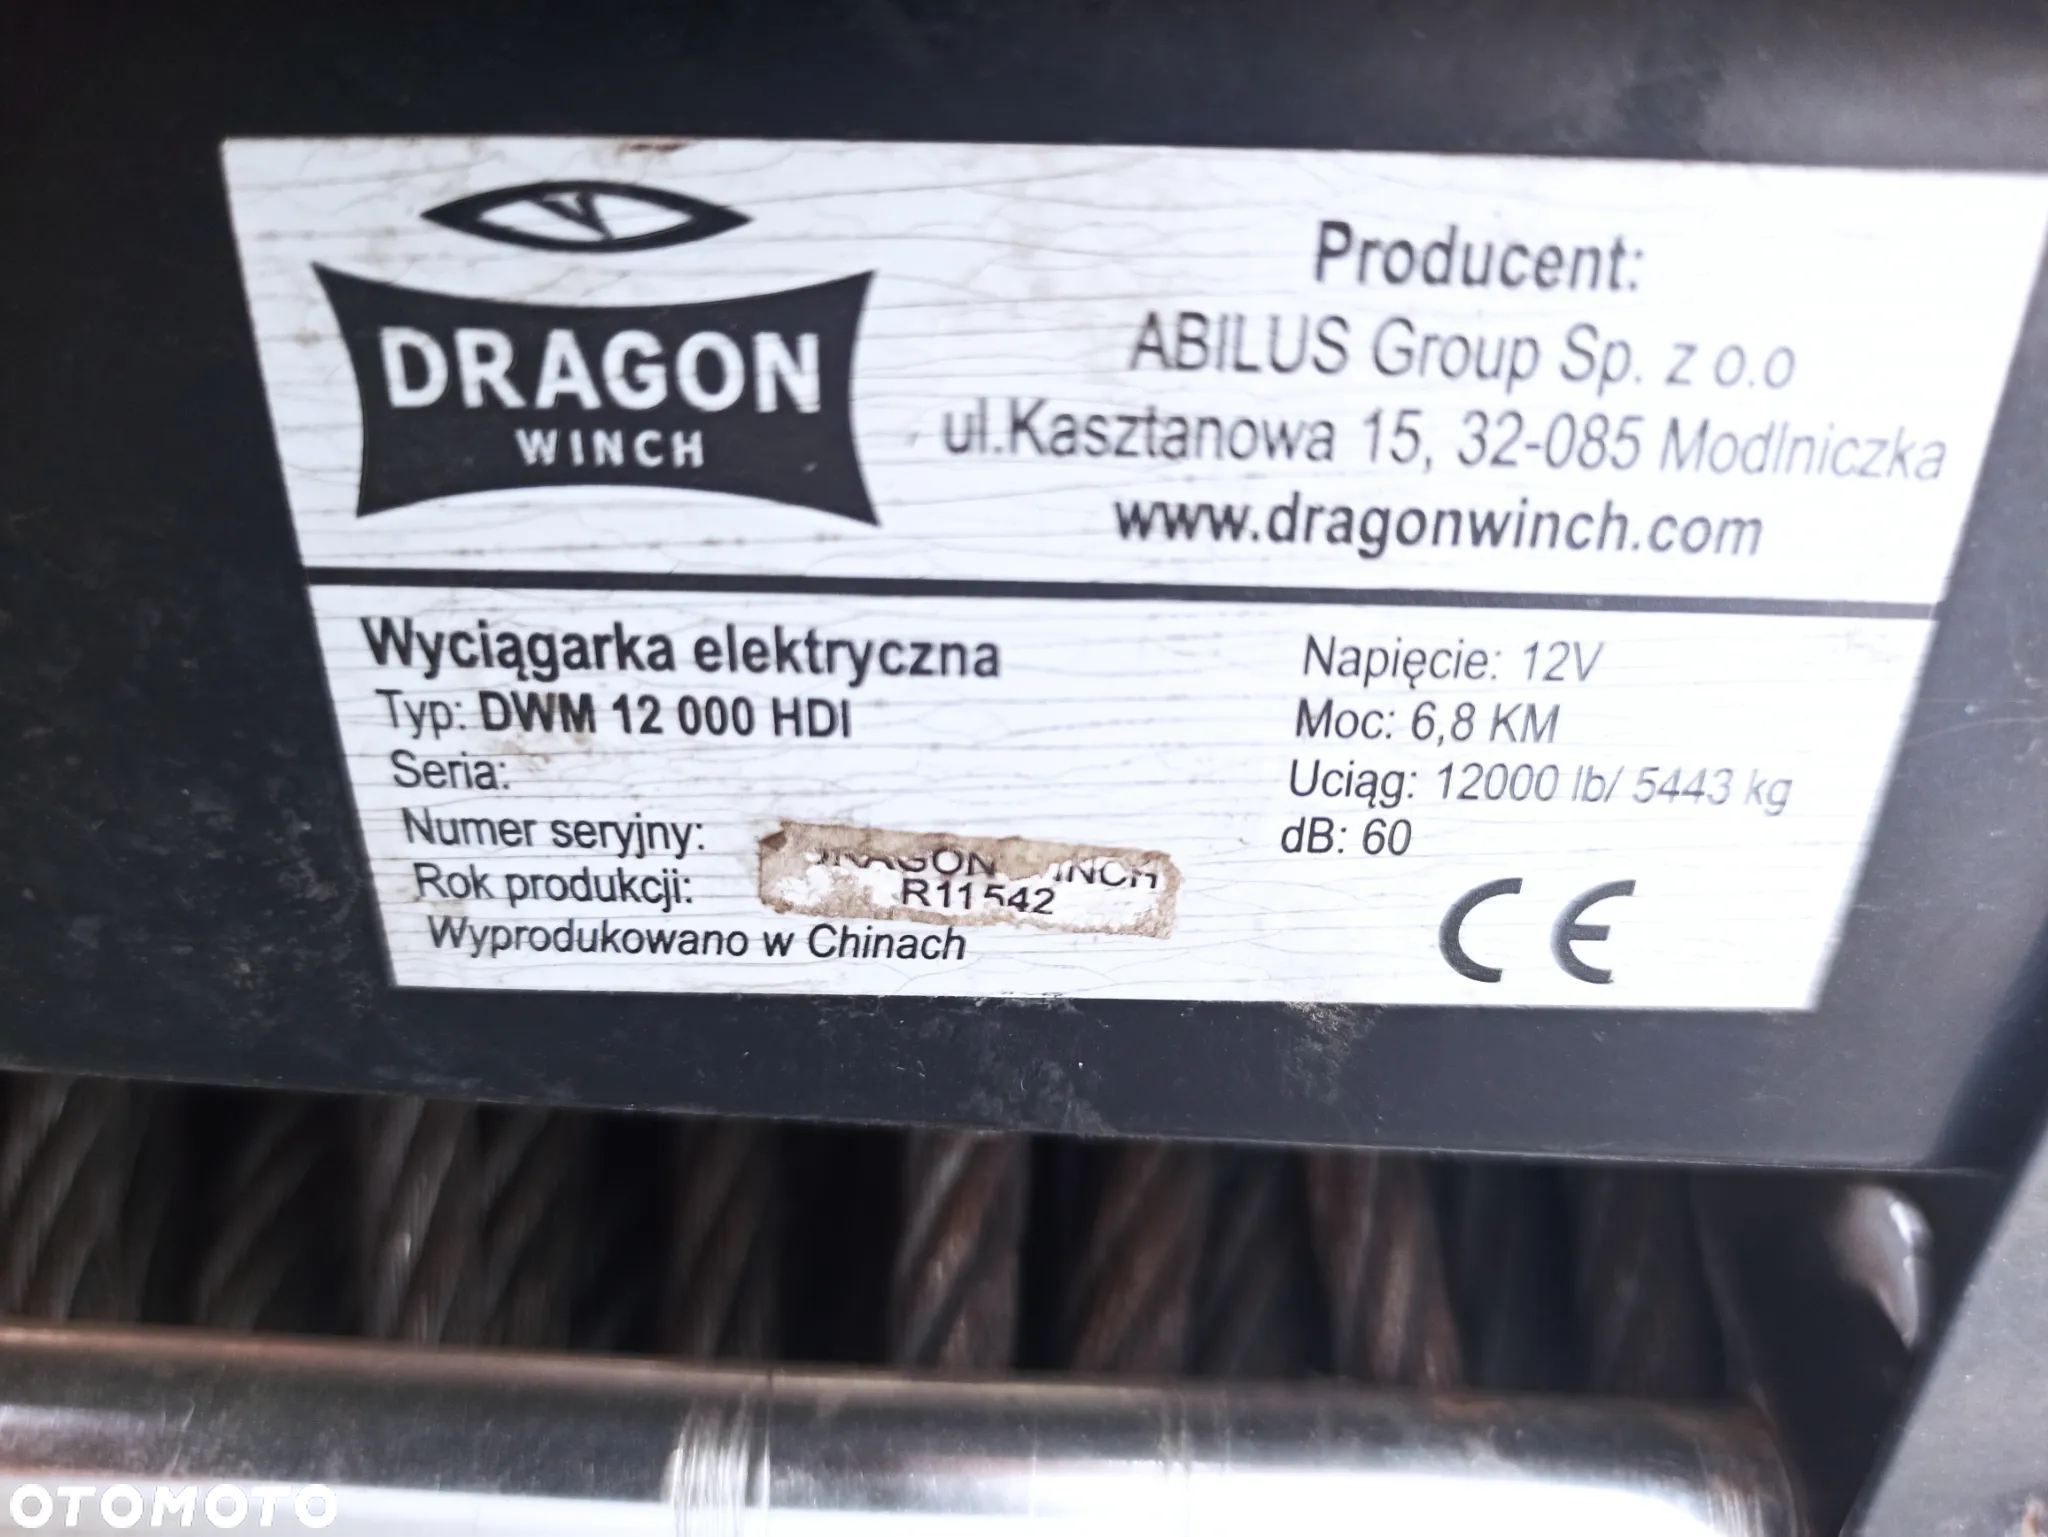 DRAGON
WINCH
Producent:
ABILUS Group Sp. z o.o
ul.Kasztanowa 15, 32-085 Modlniczka
www.dragonwinch.com
Wyciągarka elektryczna
Typ: DWM 12 000 HDI
Seria:
Numer seryjny:
Rok produkcji:
Wyprodukowano w Chinach
DRAGON WINCH
R11542
Napięcie: 12V
Moc: 6,8 KM
Uciąg: 12000 lb/ 5443 kg
dB: 60
CE
OTOMOTO